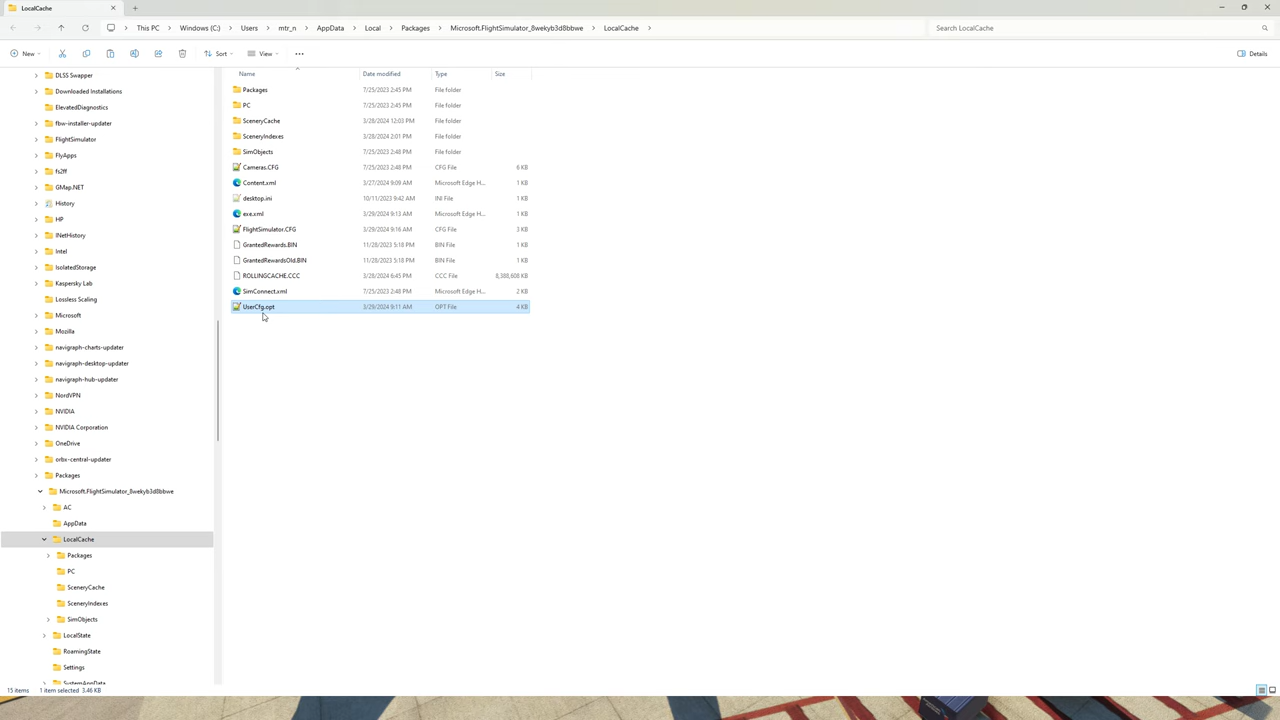 LocalCache
This PC > Windows (C:) > Users > mtr_n > AppData > Local > Packages > Microsoft.FlightSimulator_8wekyb3d8bbwe > LocalCache >
Search LocalCache
New
Sort
View
Details
DLSS Swapper
Downloaded Installations
ElevatedDiagnostics
fbw-installer-updater
FlightSimulator
FlyApps
fs2ff
GMap.NET
History
HP
INetHistory
Intel
IsolatedStorage
Kaspersky Lab
Lossless Scaling
Microsoft
Mozilla
navigraph-charts-updater
navigraph-desktop-updater
navigraph-hub-updater
NordVPN
NVIDIA
NVIDIA Corporation
OneDrive
orbx-central-updater
Packages
Microsoft.FlightSimulator_8wekyb3d8bbwe
AC
AppData
LocalCache
Packages
PC
SceneryCache
SceneryIndexes
SimObjects
LocalState
RoamingState
Settings
SystemAppData
Name Date modified Type Size
Packages 7/25/2023 2:45 PM File folder
PC 7/25/2023 2:45 PM File folder
SceneryCache 3/28/2024 12:03 PM File folder
SceneryIndexes 3/28/2024 2:01 PM File folder
SimObjects 7/25/2023 2:48 PM File folder
Cameras.CFG 7/25/2023 2:48 PM CFG File 6 KB
Content.xml 3/27/2024 9:09 AM Microsoft Edge H... 1 KB
desktop.ini 10/11/2023 9:42 AM INI File 1 KB
exe.xml 3/29/2024 9:13 AM Microsoft Edge H... 1 KB
FlightSimulator.CFG 3/29/2024 9:16 AM CFG File 3 KB
GrantedRewards.BIN 11/28/2023 5:18 PM BIN File 1 KB
GrantedRewardsOld.BIN 11/28/2023 5:18 PM BIN File 1 KB
ROLLINGCACHE.CCC 3/28/2024 6:45 PM CCC File 8,388,608 KB
SimConnect.xml 7/25/2023 2:48 PM Microsoft Edge H... 2 KB
UserCfg.opt 3/29/2024 9:11 AM OPT File 4 KB
15 items 1 item selected 3.46 KB